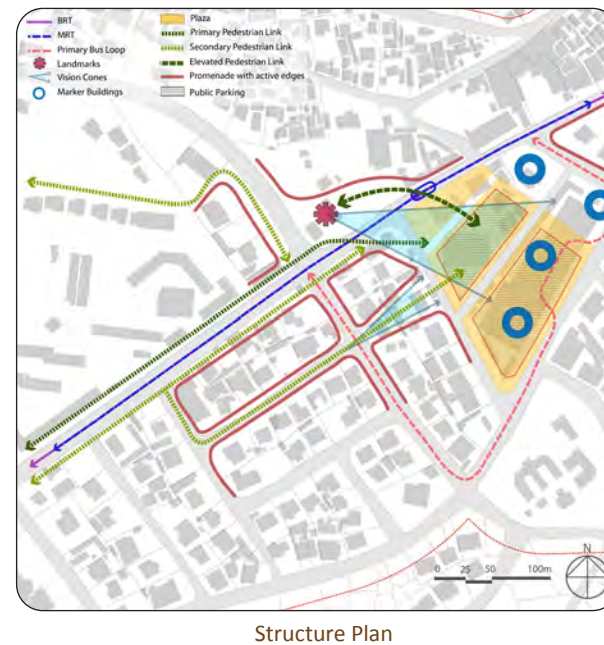 BRT
MRT
Primary Bus Loop
Landmarks
Vision Cones
Marker Buildings
Plaza
Primary Pedestrian Link
Secondary Pedestrian Link
Elevated Pedestrian Link
Promenade with active edges
Public Parking
N
0 25 50 100m
Structure Plan